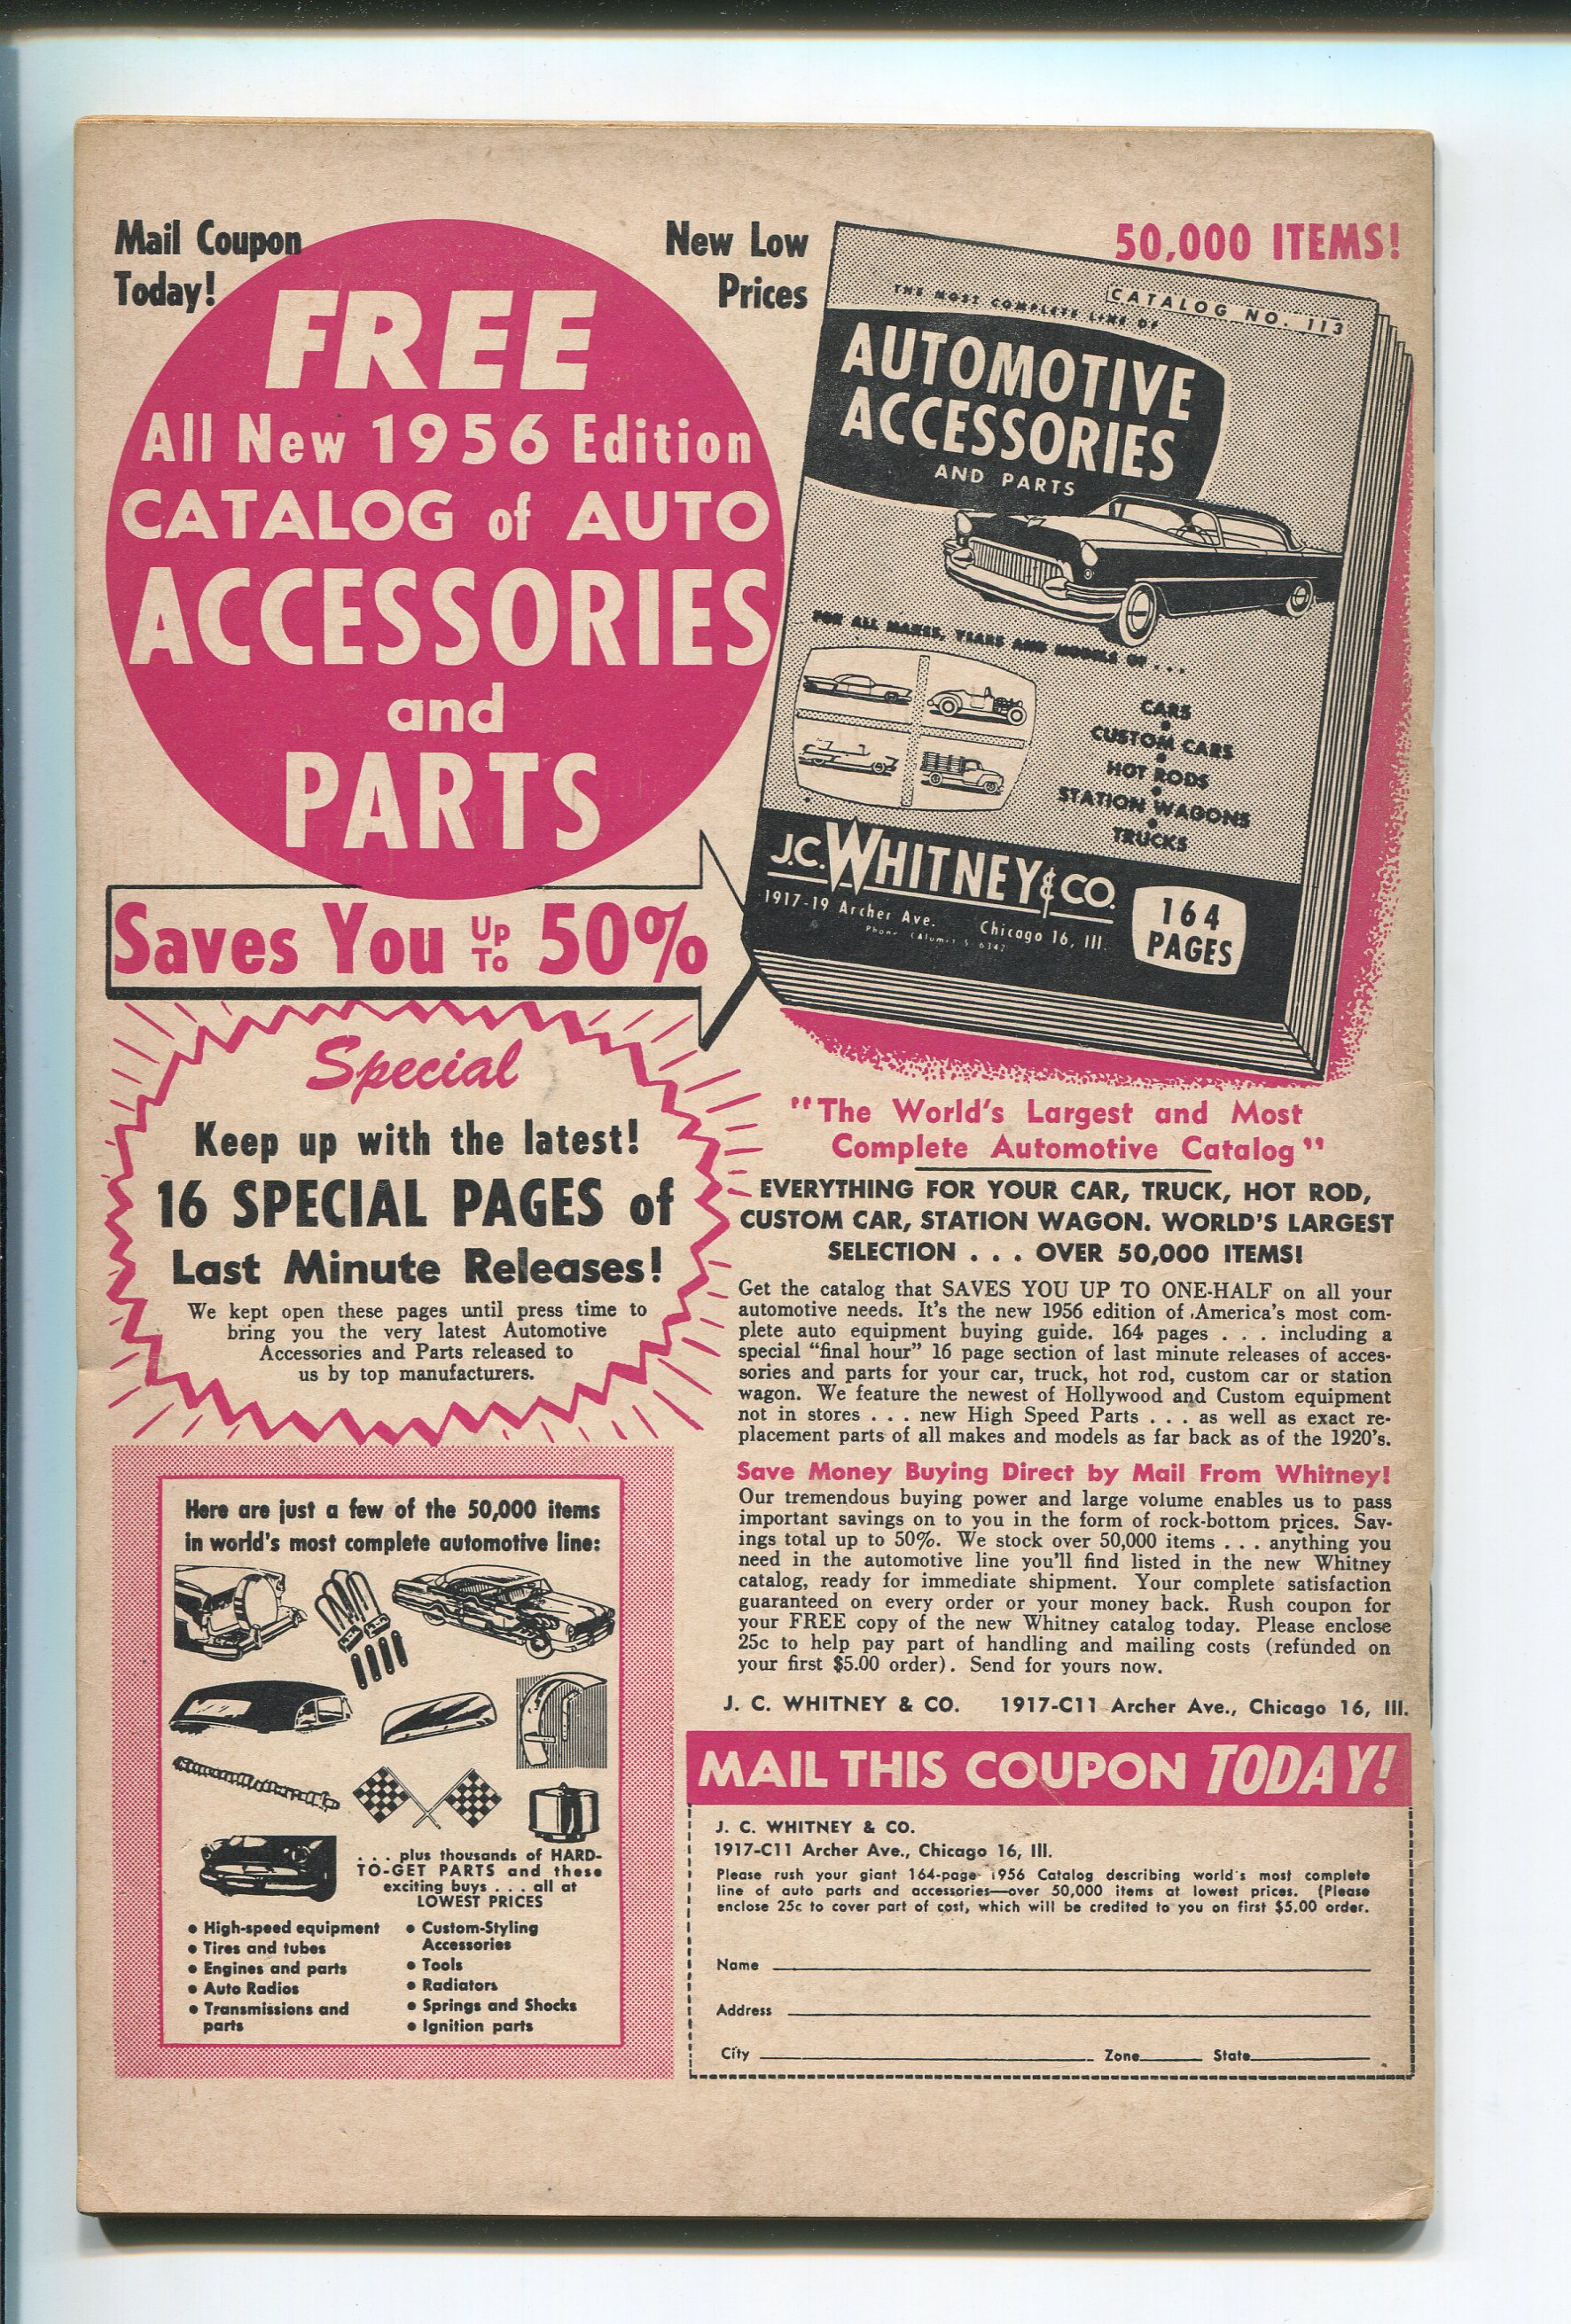 Mail Coupon
Today!
FREE
All New 1956 Edition
CATALOG of AUTO
ACCESSORIES
and
PARTS
New Low
Prices
50,000 ITEMS!
THE MOST COMPLETE LINE OF
CATALOG NO. 113
AUTOMOTIVE
ACCESSORIES
AND PARTS
FOR ALL MAKES, YEARS AND MODELS OF . . .
CARS
•
CUSTOM CARS
•
HOT RODS
•
STATION WAGONS
•
TRUCKS
J.C. WHITNEY & CO.
1917-19 Archer Ave. Chicago 16, Ill.
164
PAGES
Saves You UP TO 50%
Special
Keep up with the latest!
16 SPECIAL PAGES of
Last Minute Releases!
We kept open these pages until press time to
bring you the very latest Automotive
Accessories and Parts released to
us by top manufacturers.
"The World's Largest and Most
Complete Automotive Catalog"
EVERYTHING FOR YOUR CAR, TRUCK, HOT ROD,
CUSTOM CAR, STATION WAGON. WORLD'S LARGEST
SELECTION . . . OVER 50,000 ITEMS!
Get the catalog that SAVES YOU UP TO ONE-HALF on all your
automotive needs. It's the new 1956 edition of America's most com-
plete auto equipment buying guide. 164 pages . . . including a
special "final hour" 16 page section of last minute releases of acces-
sories and parts for your car, truck, hot rod, custom car or station
wagon. We feature the newest of Hollywood and Custom equipment
not in stores . . . new High Speed Parts . . . as well as exact re-
placement parts of all makes and models as far back as of the 1920's.
Save Money Buying Direct by Mail From Whitney!
Our tremendous buying power and large volume enables us to pass
important savings on to you in the form of rock-bottom prices. Sav-
ings total up to 50%. We stock over 50,000 items . . . anything you
need in the automotive line you'll find listed in the new Whitney
catalog, ready for immediate shipment. Your complete satisfaction
guaranteed on every order or your money back. Rush coupon for
your FREE copy of the new Whitney catalog today. Please enclose
25c to help pay part of handling and mailing costs (refunded on
your first $5.00 order). Send for yours now.
J. C. WHITNEY & CO. 1917-C11 Archer Ave., Chicago 16, Ill.
Here are just a few of the 50,000 items
in world's most complete automotive line:
. . . plus thousands of HARD-
TO-GET PARTS and these
exciting buys . . . all at
LOWEST PRICES
• High-speed equipment
• Tires and tubes
• Engines and parts
• Auto Radios
• Transmissions and
parts
• Custom-Styling
Accessories
• Tools
• Radiators
• Springs and Shocks
• Ignition parts
MAIL THIS COUPON TODAY!
J. C. WHITNEY & CO.
1917-C11 Archer Ave., Chicago 16, Ill.
Please rush your giant 164-page 1956 Catalog describing world's most complete
line of auto parts and accessories—over 50,000 items at lowest prices. (Please
enclose 25c to cover part of cost, which will be credited to you on first $5.00 order.
Name
Address
City Zone State